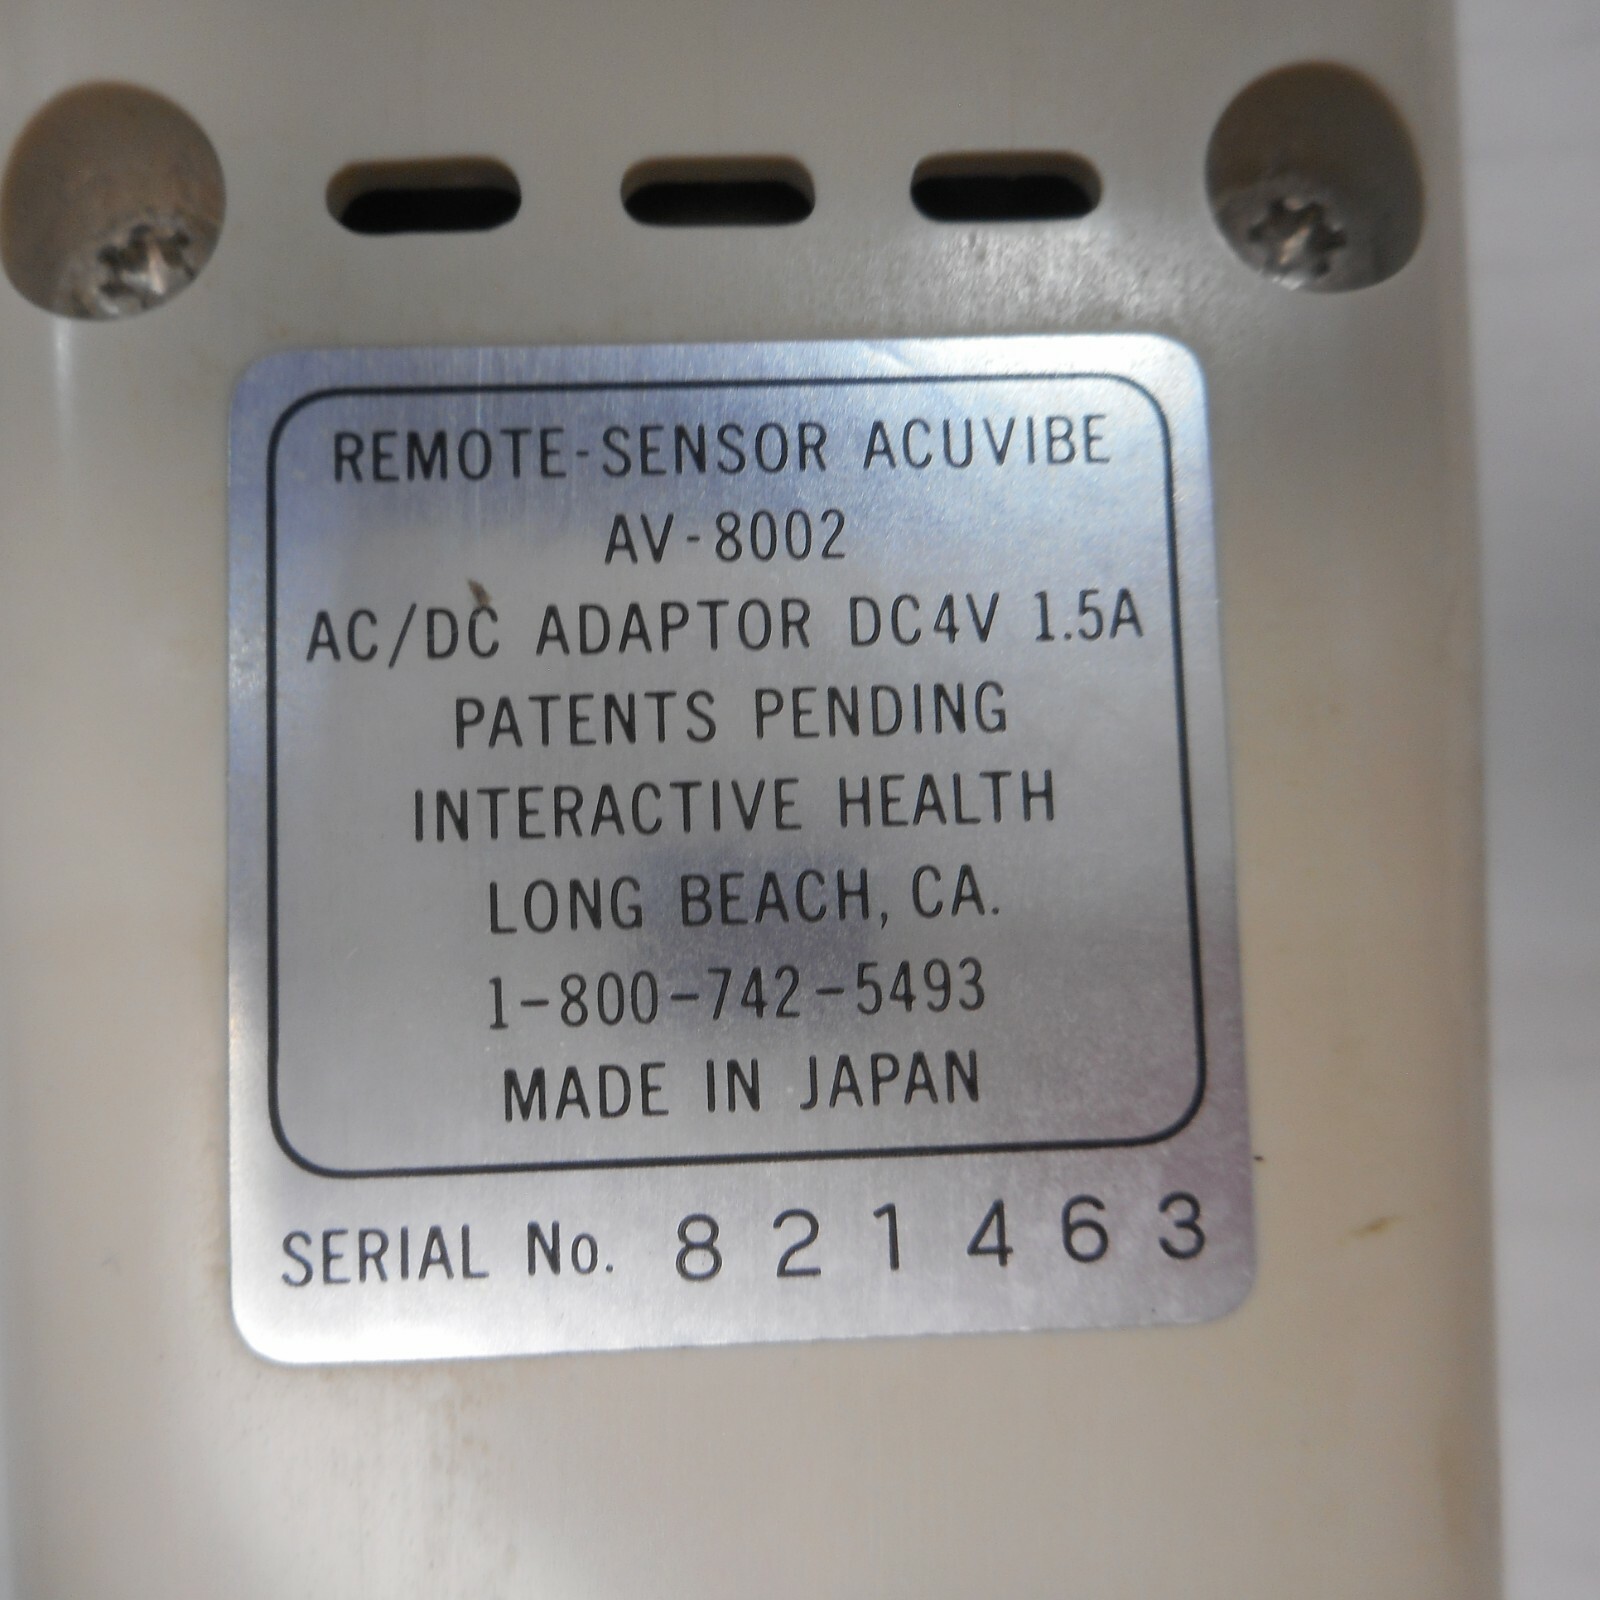 REMOTE-SENSOR ACUVIBE
AV-8002
AC/DC ADAPTOR DC4V 1.5A
PATENTS PENDING
INTERACTIVE HEALTH
LONG BEACH, CA.
1-800-742-5493
MADE IN JAPAN
SERIAL No. 821463